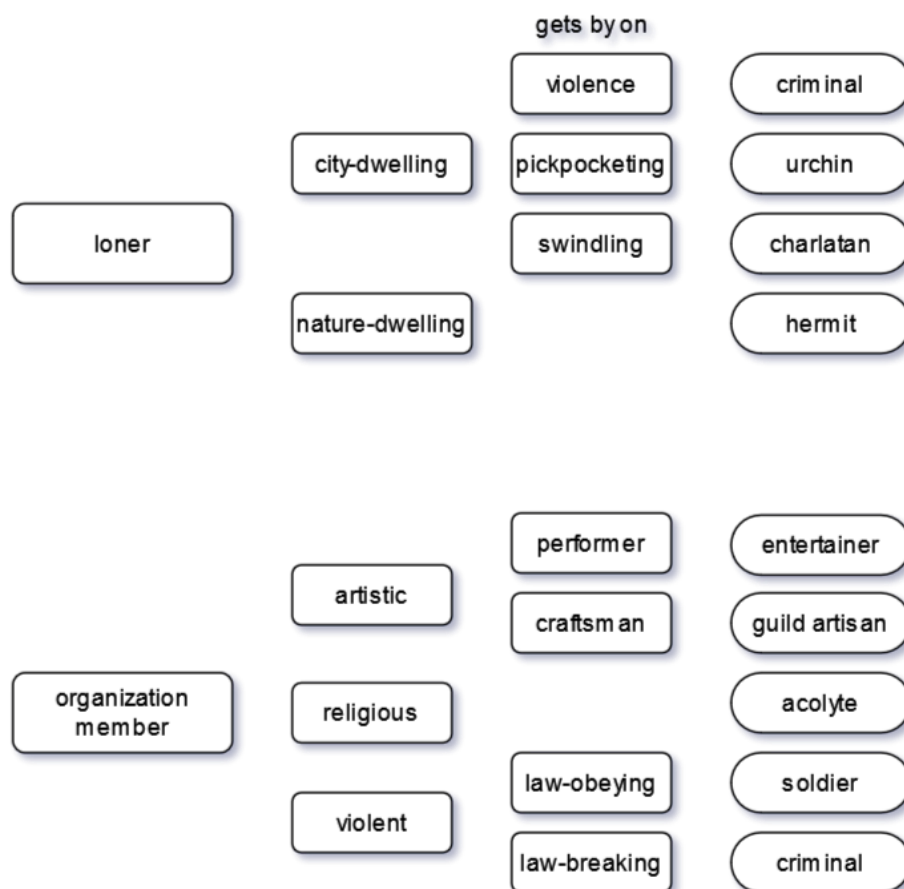 gets by on
violence
criminal
city-dwelling
pickpocketing
urchin
loner
swindling
charlatan
nature-dwelling
hermit
performer
entertainer
artistic
craftsman
guild artisan
organization
member
religious
acolyte
law-obeying
soldier
violent
law-breaking
criminal